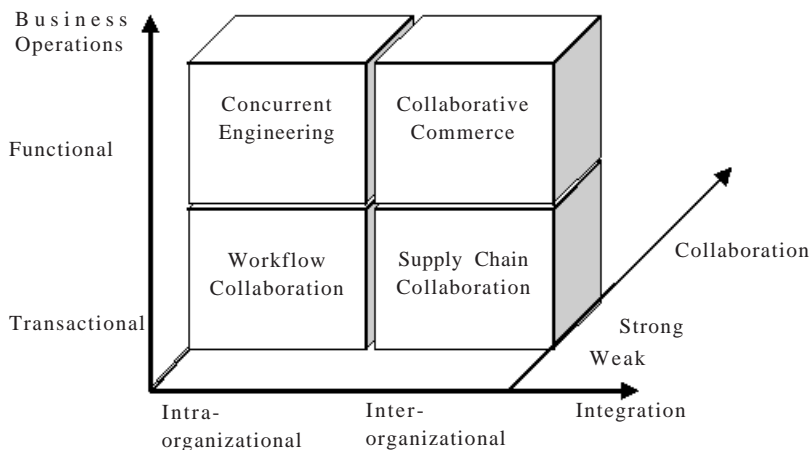 Business
Operations
Concurrent
Engineering
Collaborative
Commerce
Functional
Workflow
Collaboration
Supply Chain
Collaboration
Collaboration
Transactional
Strong
Weak
Intra-
organizational
Inter-
organizational
Integration